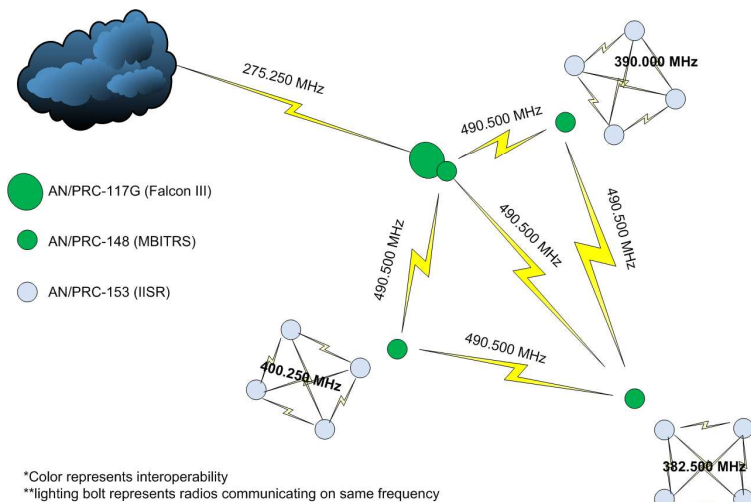 275.250 MHz
390.000 MHz
490.500 MHz
AN/PRC-117G (Falcon III)
490.500 MHz
490.500 MHz
AN/PRC-148 (MBITRS)
490.500 MHz
AN/PRC-153 (IISR)
490.500 MHz
400.250 MHz
382.500 MHz
*Color represents interoperability
**lighting bolt represents radios communicating on same frequency